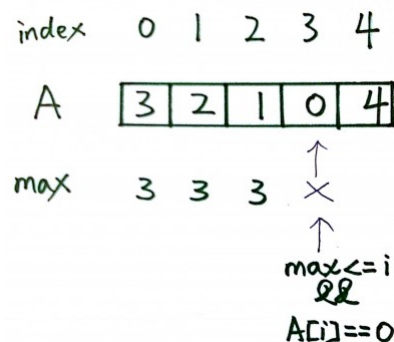 index 0 1 2 3 4
A 3 2 1 0 4
max 3 3 3 ×
max<=i
&&
A[i]==0